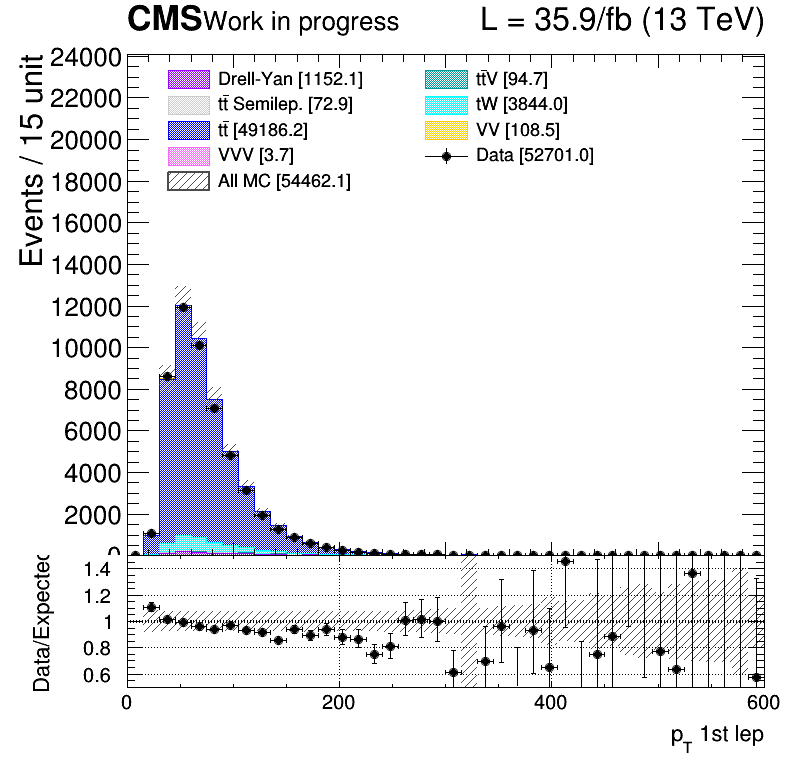 CMS Work in progress L = 35.9/fb (13 TeV)
Events / 15 unit
24000
22000
20000
18000
16000
14000
12000
10000
8000
6000
4000
2000
0
Drell-Yan [1152.1]
tt̄ Semilep. [72.9]
tt̄ [49186.2]
VVV [3.7]
All MC [54462.1]
tt̄V [94.7]
tW [3844.0]
VV [108.5]
Data [52701.0]
Data/Expected
1.4
1.2
1
0.8
0.6
0 200 400 600
p_T 1st lep